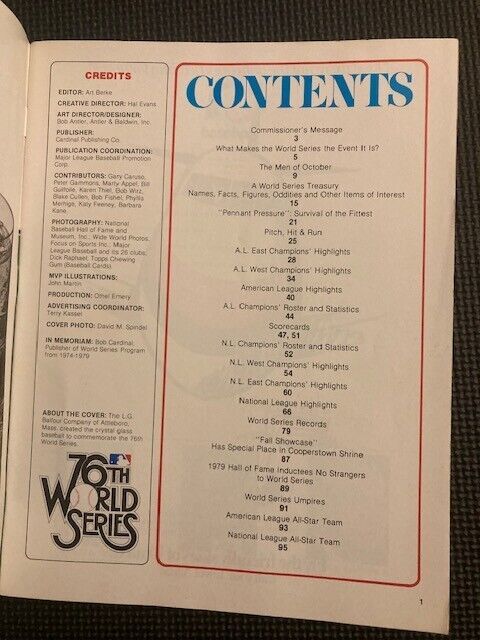 CREDITS
EDITOR: Art Berke
CREATIVE DIRECTOR: Hal Evans
ART DIRECTOR/DESIGNER:
Bob Antler, Antler & Baldwin, Inc.
PUBLISHER:
Cardinal Publishing Co.
PUBLICATION COORDINATION:
Major League Baseball Promotion
Corp.
CONTRIBUTORS: Gary Caruso,
Peter Gammons, Marty Appel, Bill
Guilfoile, Karen Thiel, Bob Wirz,
Blake Cullen, Bob Fishel, Phyllis
Merhige, Katy Feeney, Barbara
Kane
PHOTOGRAPHY: National
Baseball Hall of Fame and
Museum, Inc.; Wide World Photos;
Focus on Sports Inc.; Major
League Baseball and its 26 clubs;
Dick Raphael; Topps Chewing
Gum (Baseball Cards)
MVP ILLUSTRATIONS:
John Martin
PRODUCTION: Othel Emery
ADVERTISING COORDINATOR:
Terry Kassel
COVER PHOTO: David M. Spindel
IN MEMORIAM: Bob Cardinal,
Publisher of World Series Program
from 1974-1979
ABOUT THE COVER: The L.G.
Balfour Company of Attleboro,
Mass. created the crystal glass
baseball to commemorate the 76th
World Series.
76TH
WORLD
SERIES
CONTENTS
Commissioner's Message
3
What Makes the World Series the Event It Is?
5
The Men of October
9
A World Series Treasury
Names, Facts, Figures, Oddities and Other Items of Interest
15
"Pennant Pressure": Survival of the Fittest
21
Pitch, Hit & Run
25
A.L. East Champions' Highlights
28
A.L. West Champions' Highlights
34
American League Highlights
40
A.L. Champions' Roster and Statistics
44
Scorecards
47, 51
N.L. Champions' Roster and Statistics
52
N.L. West Champions' Highlights
54
N.L. East Champions' Highlights
60
National League Highlights
66
World Series Records
79
"Fall Showcase"
Has Special Place in Cooperstown Shrine
87
1979 Hall of Fame Inductees No Strangers
to World Series
89
World Series Umpires
91
American League All-Star Team
93
National League All-Star Team
95
1